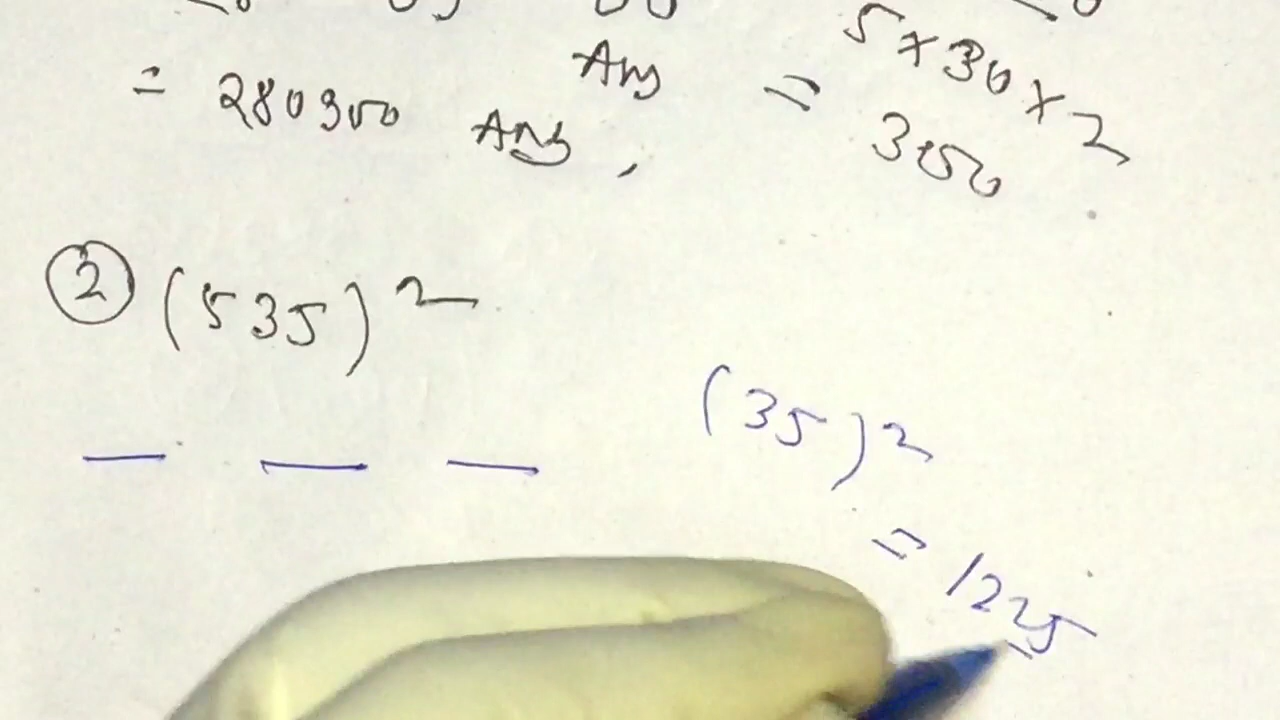 Ans
= 280900 Ans,
5×30×2
= 300
② (535)²
(35)²
= 1225